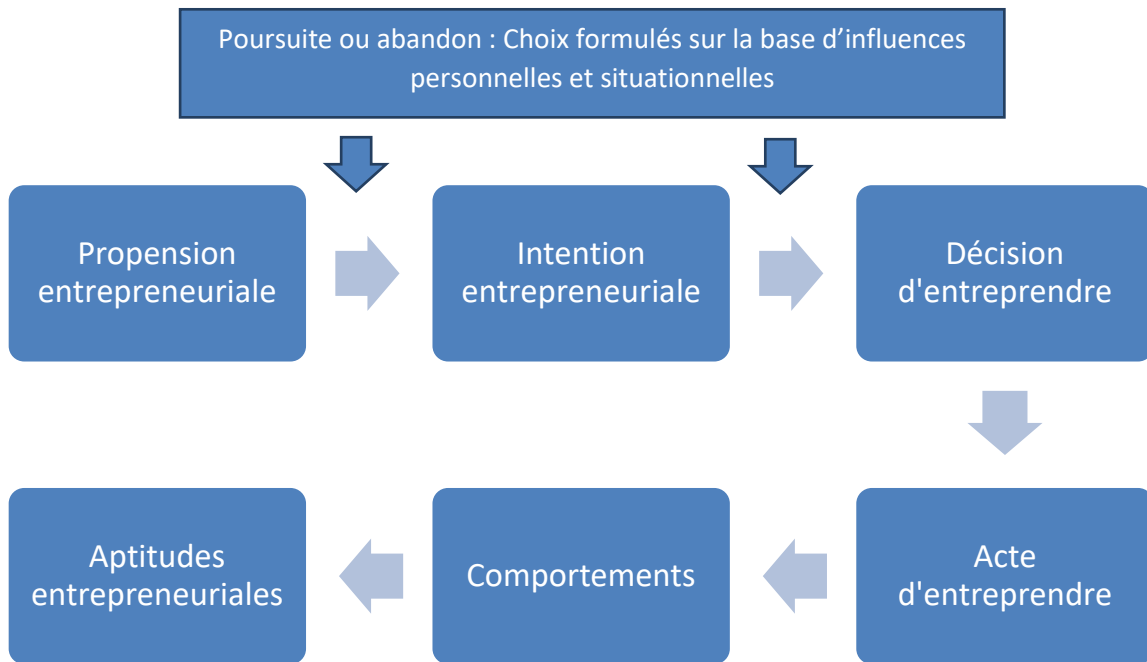 Poursuite ou abandon : Choix formulés sur la base d’influences
personnelles et situationnelles
Propension
entrepreneuriale
Intention
entrepreneuriale
Décision
d'entreprendre
Acte
d'entreprendre
Comportements
Aptitudes
entrepreneuriales